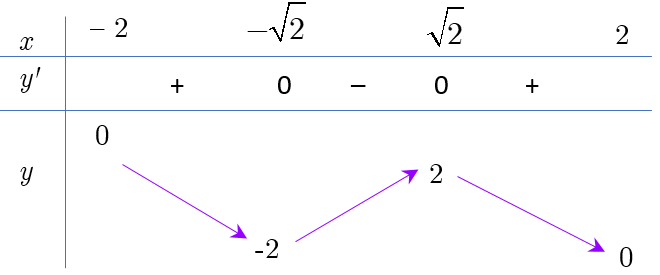 x – 2 –√2 √2 2
y′ + 0 – 0 +
0
y 2
-2 0